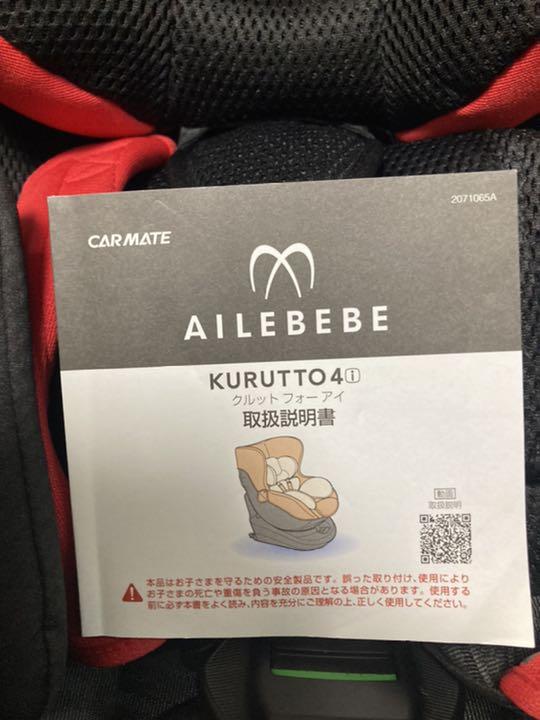 2071065A
CARMATE
AILEBEBE
KURUTTO4i
クルット フォー アイ
取扱説明書
動画
取扱説明
本品はお子さまを守るための安全製品です。誤った取り付け、使用により
お子さまの死亡や重傷を負う事故の原因となる場合があります。使用する
前に必ず本書をよく読み、内容を充分にご理解の上、正しく使用してください。